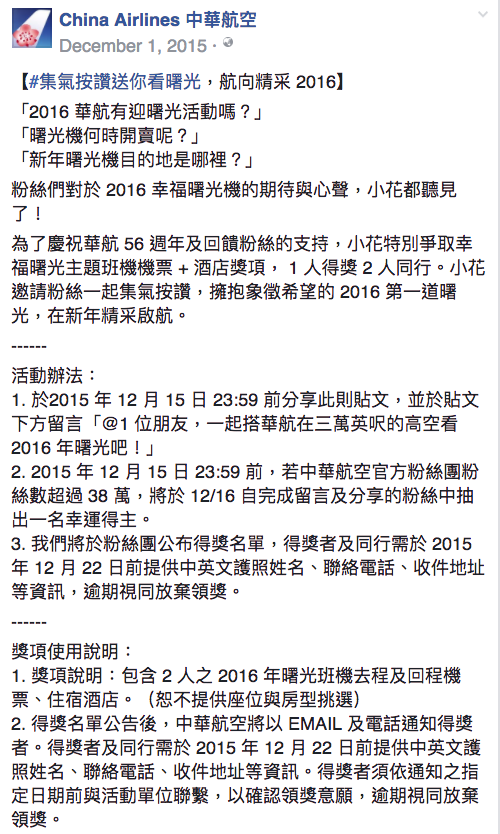 China Airlines 中華航空
December 1, 2015 ·
【#集氣按讚送你看曙光，航向精采 2016】
「2016 華航有迎曙光活動嗎？」
「曙光機何時開賣呢？」
「新年曙光機目的地是哪裡？」
粉絲們對於 2016 幸福曙光機的期待與心聲，小花都聽見
了！
為了慶祝華航 56 週年及回饋粉絲的支持，小花特別爭取幸
福曙光主題班機機票 + 酒店獎項， 1 人得獎 2 人同行。小花
邀請粉絲一起集氣按讚，擁抱象徵希望的 2016 第一道曙
光，在新年精采啟航。
------
活動辦法：
1. 於2015 年 12 月 15 日 23:59 前分享此則貼文，並於貼文
下方留言「@1 位朋友，一起搭華航在三萬英呎的高空看
2016 年曙光吧！」
2. 2015 年 12 月 15 日 23:59 前，若中華航空官方粉絲團粉
絲數超過 38 萬，將於 12/16 自完成留言及分享的粉絲中抽
出一名幸運得主。
3. 我們將於粉絲團公布得獎名單，得獎者及同行需於 2015
年 12 月 22 日前提供中英文護照姓名、聯絡電話、收件地址
等資訊，逾期視同放棄領獎。
------
獎項使用說明：
1. 獎項說明：包含 2 人之 2016 年曙光班機去程及回程機
票、住宿酒店。（恕不提供座位與房型挑選）
2. 得獎名單公告後，中華航空將以 EMAIL 及電話通知得獎
者。得獎者及同行需於 2015 年 12 月 22 日前提供中英文護
照姓名、聯絡電話、收件地址等資訊。得獎者須依通知之指
定日期前與活動單位聯繫，以確認領獎意願，逾期視同放棄
領獎。